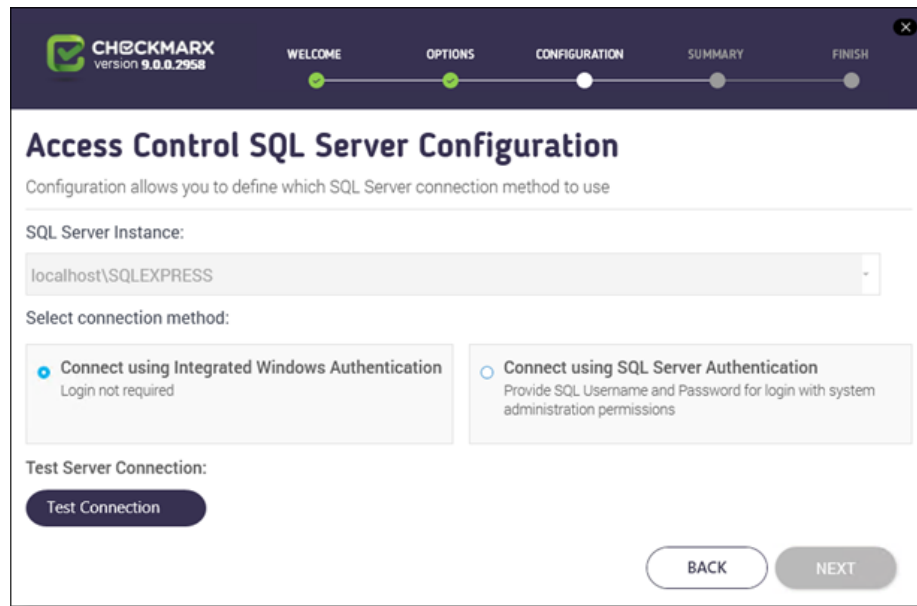 CHECKMARX
version 9.0.0.2958
WELCOME
OPTIONS
CONFIGURATION
SUMMARY
FINISH
Access Control SQL Server Configuration
Configuration allows you to define which SQL Server connection method to use
SQL Server Instance:
localhost\SQLEXPRESS
Select connection method:
Connect using Integrated Windows Authentication
Login not required
Connect using SQL Server Authentication
Provide SQL Username and Password for login with system
administration permissions
Test Server Connection:
Test Connection
BACK
NEXT